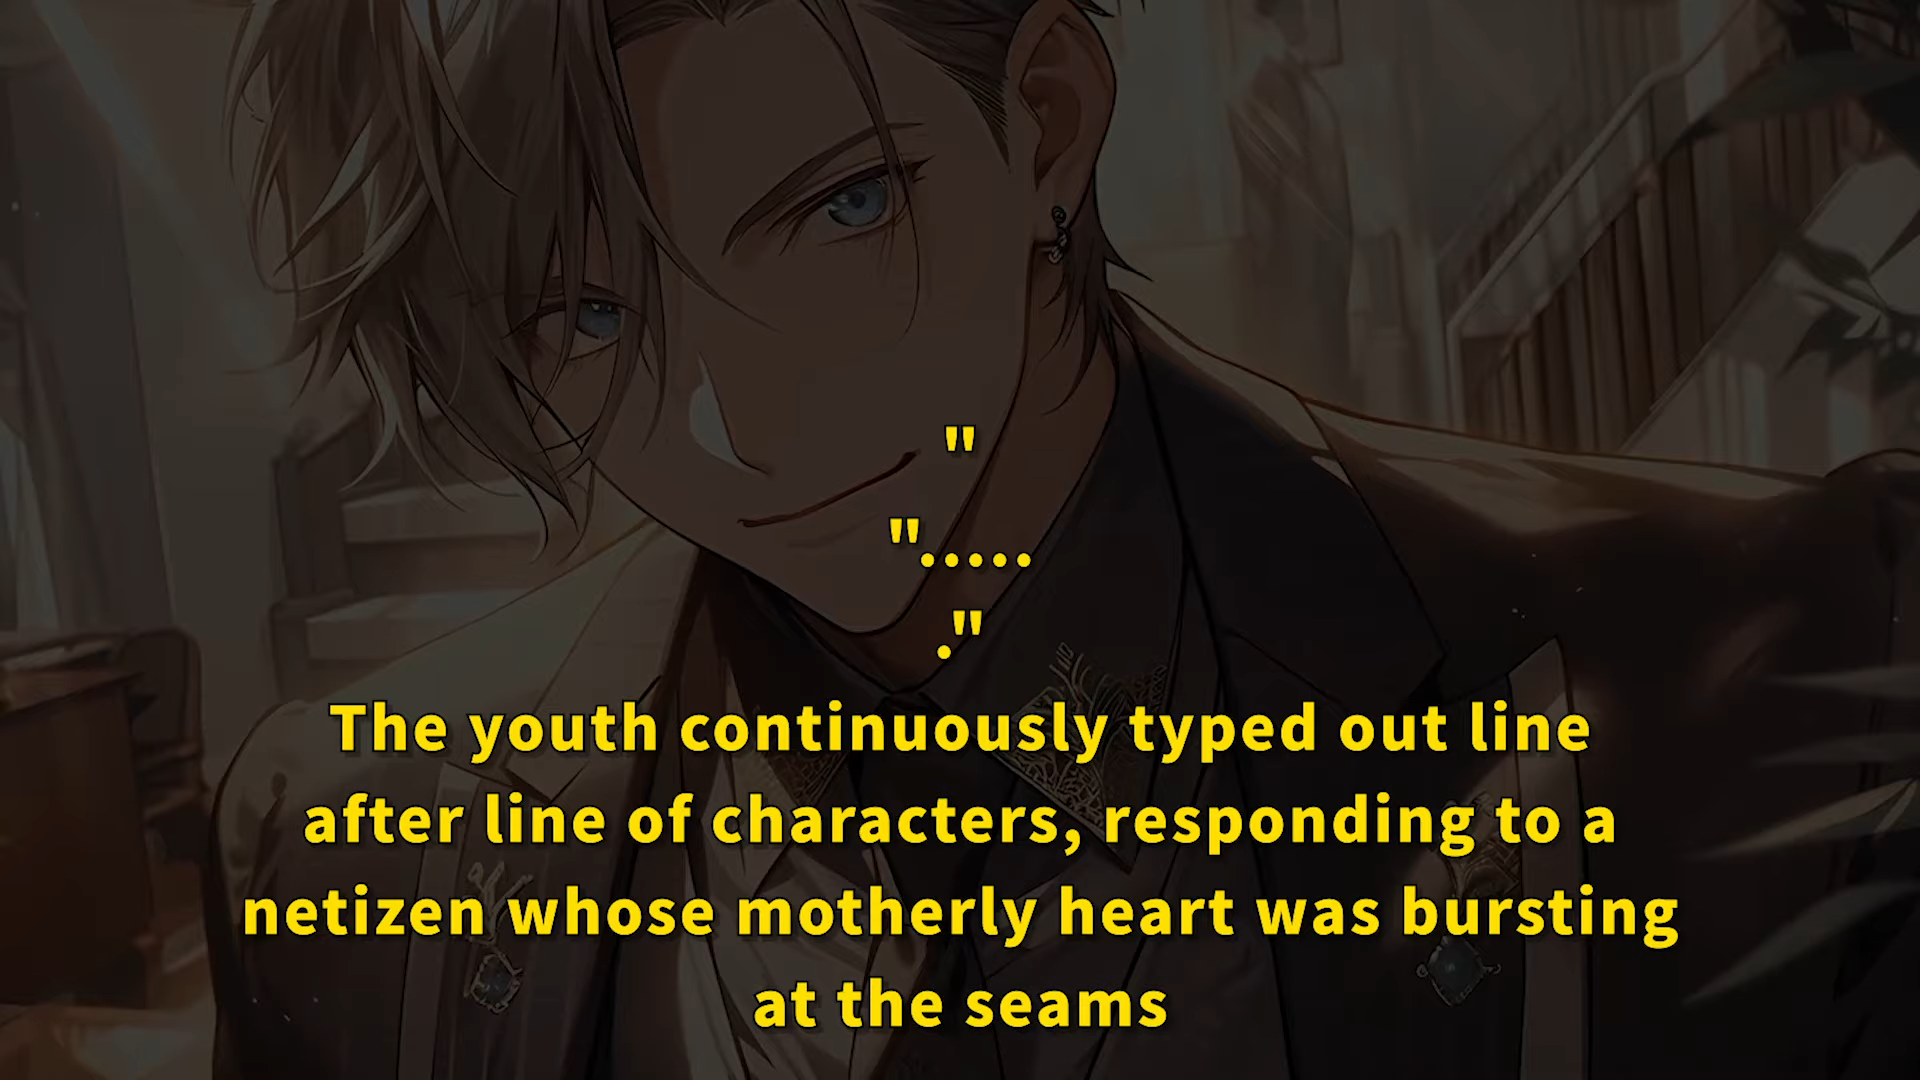 "
".....
."
The youth continuously typed out line
after line of characters, responding to a
netizen whose motherly heart was bursting
at the seams